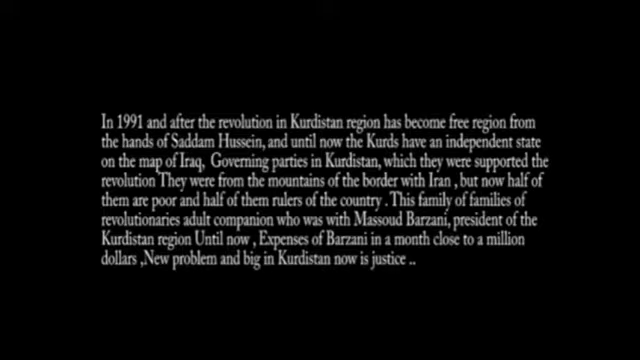 In 1991 and after the revolution in Kurdistan region has become free region from
the hands of Saddam Hussein, and until now the Kurds have an independent state
on the map of Iraq, Governing parties in Kurdistan, which they were supported the
revolution They were from the mountains of the border with Iran , but now half of
them are poor and half of them rulers of the country . This family of families of
revolutionaries adult companion who was with Massoud Barzani, president of the
Kurdistan region Until now , Expenses of Barzani in a month close to a million
dollars ,New problem and big in Kurdistan now is justice ..